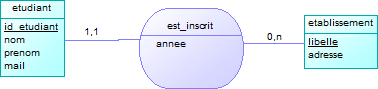 etudiant
id_etudiant
nom
prenom
mail
1,1
est_inscrit
annee
0,n
etablissement
libelle
adresse